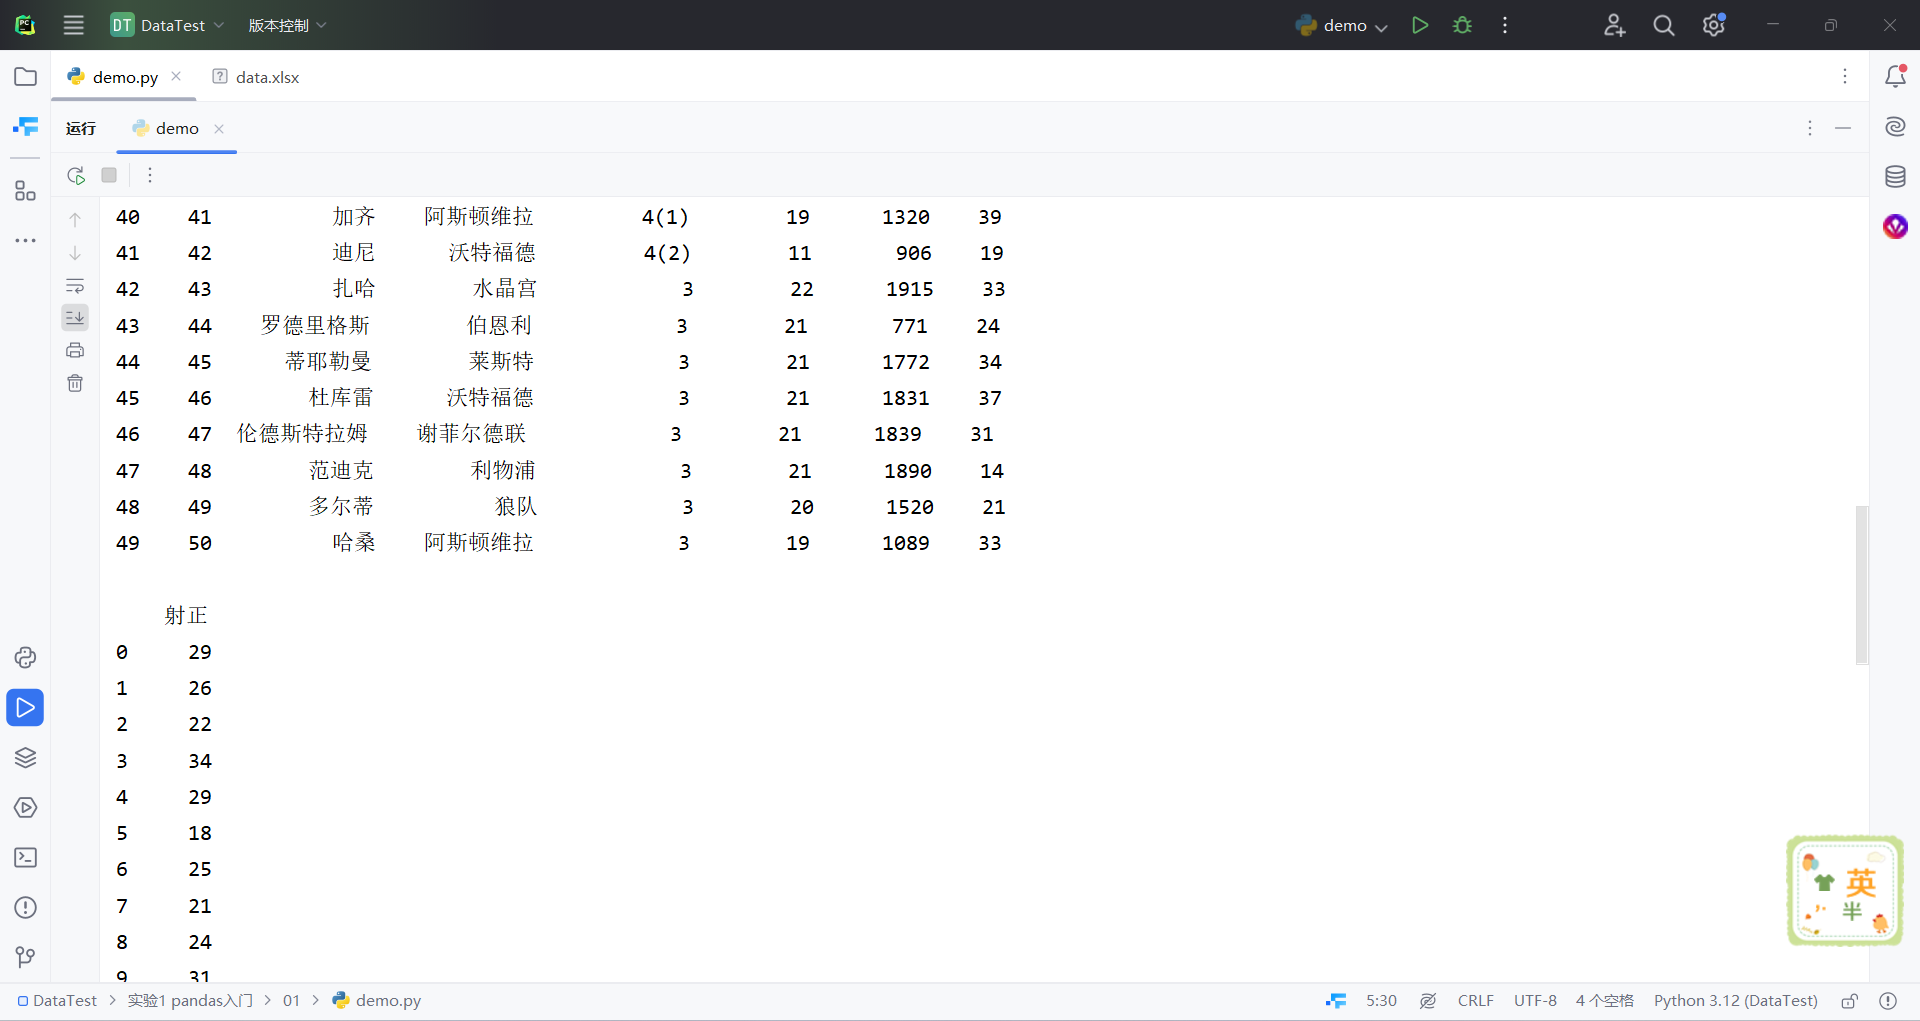 PC
DT DataTest 版本控制 demo
demo.py data.xlsx
运行 demo
40 41 加齐 阿斯顿维拉 4(1) 19 1320 39
41 42 迪尼 沃特福德 4(2) 11 906 19
42 43 扎哈 水晶宫 3 22 1915 33
43 44 罗德里格斯 伯恩利 3 21 771 24
44 45 蒂耶勒曼 莱斯特 3 21 1772 34
45 46 杜库雷 沃特福德 3 21 1831 37
46 47 伦德斯特拉姆 谢菲尔德联 3 21 1839 31
47 48 范迪克 利物浦 3 21 1890 14
48 49 多尔蒂 狼队 3 20 1520 21
49 50 哈桑 阿斯顿维拉 3 19 1089 33
射正
0 29
1 26
2 22
3 34
4 29
5 18
6 25
7 21
8 24
9 31
英
半
DataTest > 实验1 pandas入门 > 01 > demo.py 5:30 CRLF UTF-8 4 个空格 Python 3.12 (DataTest)